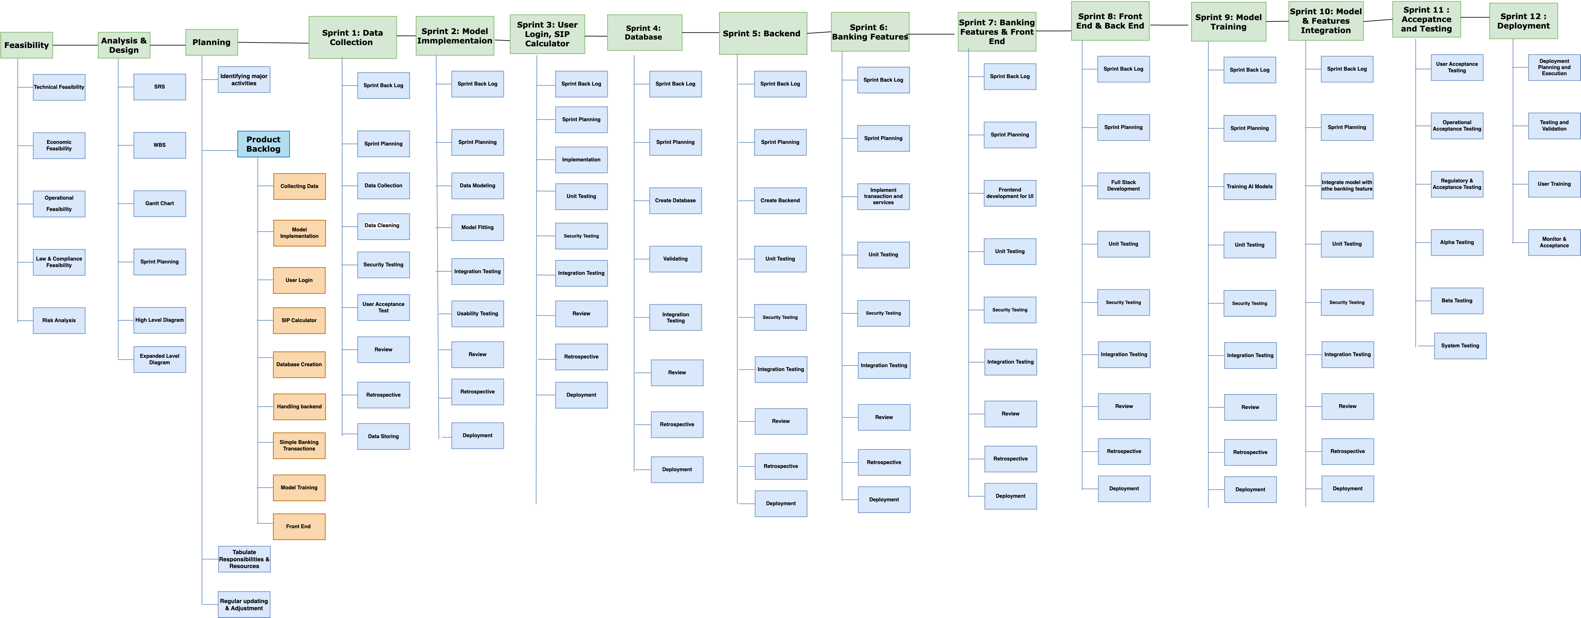 Feasibility
Technical Feasibility
Economic
Feasibility
Operational
Feasibility
Law & Compliance
Feasibility
Risk Analysis
Analysis &
Design
SRS
WBS
Gantt Chart
Sprint Planning
High Level Diagram
Expanded Level
Diagram
Planning
Identifying major
activities
Product
Backlog
Collecting Data
Model
Implementation
User Login
SIP Calculator
Database Creation
Handling backend
Simple Banking
Transactions
Model Training
Front End
Tabulate
Responsibilities &
Resources
Regular updating
& Adjustment
Sprint 1: Data
Collection
Sprint Back Log
Sprint Planning
Data Collection
Data Cleaning
Security Testing
User Acceptance
Test
Review
Retrospective
Data Storing
Sprint 2: Model
Immplementaion
Sprint Back Log
Sprint Planning
Data Modeling
Model Fitting
Integration Testing
Usability Testing
Review
Retrospective
Deployment
Sprint 3: User
Login, SIP
Calculator
Sprint Back Log
Sprint Planning
Implementation
Unit Testing
Security Testing
Integration Testing
Review
Retrospective
Deployment
Sprint 4:
Database
Sprint Back Log
Sprint Planning
Create Database
Validating
Integration
Testing
Review
Retrospective
Deployment
Sprint 5: Backend
Sprint Back Log
Sprint Planning
Create Backend
Unit Testing
Security Testing
Integration Testing
Review
Retrospective
Deployment
Sprint 6:
Banking Features
Sprint Back Log
Sprint Planning
Implement
transaction and
services
Unit Testing
Security Testing
Integration Testing
Review
Retrospective
Deployment
Sprint 7: Banking
Features & Front
End
Sprint Back Log
Sprint Planning
Frontend
development for UI
Unit Testing
Security Testing
Integration Testing
Review
Retrospective
Deployment
Sprint 8: Front
End & Back End
Sprint Back Log
Sprint Planning
Full Stack
Development
Unit Testing
Security Testing
Integration Testing
Review
Retrospective
Deployment
Sprint 9: Model
Training
Sprint Back Log
Sprint Planning
Training AI Models
Unit Testing
Security Testing
Integration Testing
Review
Retrospective
Deployment
Sprint 10: Model
& Features
Integration
Sprint Back Log
Sprint Planning
Integrate model with
othe banking feature
Unit Testing
Security Testing
Integration Testing
Review
Retrospective
Deployment
Sprint 11 :
Accepatnce
and Testing
User Acceptance
Testing
Operational
Acceptance Testing
Regulatory &
Acceptance Testing
Alpha Testing
Beta Testing
System Testing
Sprint 12 :
Deployment
Deployment
Planning and
Execution
Testing and
Validation
User Training
Monitor &
Acceptance